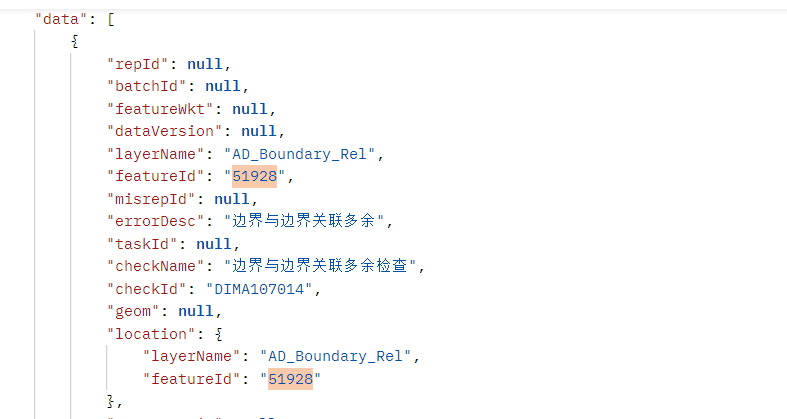 "data": [
{
"repId": null,
"batchId": null,
"featureWkt": null,
"dataVersion": null,
"layerName": "AD_Boundary_Rel",
"featureId": "51928",
"misrepId": null,
"errorDesc": "边界与边界关联多余",
"taskId": null,
"checkName": "边界与边界关联多余检查",
"checkId": "DIMA107014",
"geom": null,
"location": {
"layerName": "AD_Boundary_Rel",
"featureId": "51928"
},